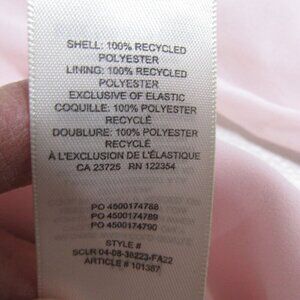 SHELL: 100% RECYCLED
POLYESTER
LINING: 100% RECYCLED
POLYESTER
EXCLUSIVE OF ELASTIC
COQUILLE: 100% POLYESTER
RECYCLÉ
DOUBLURE: 100% POLYESTER
RECYCLÉ
À L'EXCLUSION DE L'ÉLASTIQUE
CA 23725 RN 122354
PO 4500174788
PO 4500174789
PO 4500174790
STYLE #
SCLR 04-08-38223-FA22
ARTICLE # 101387